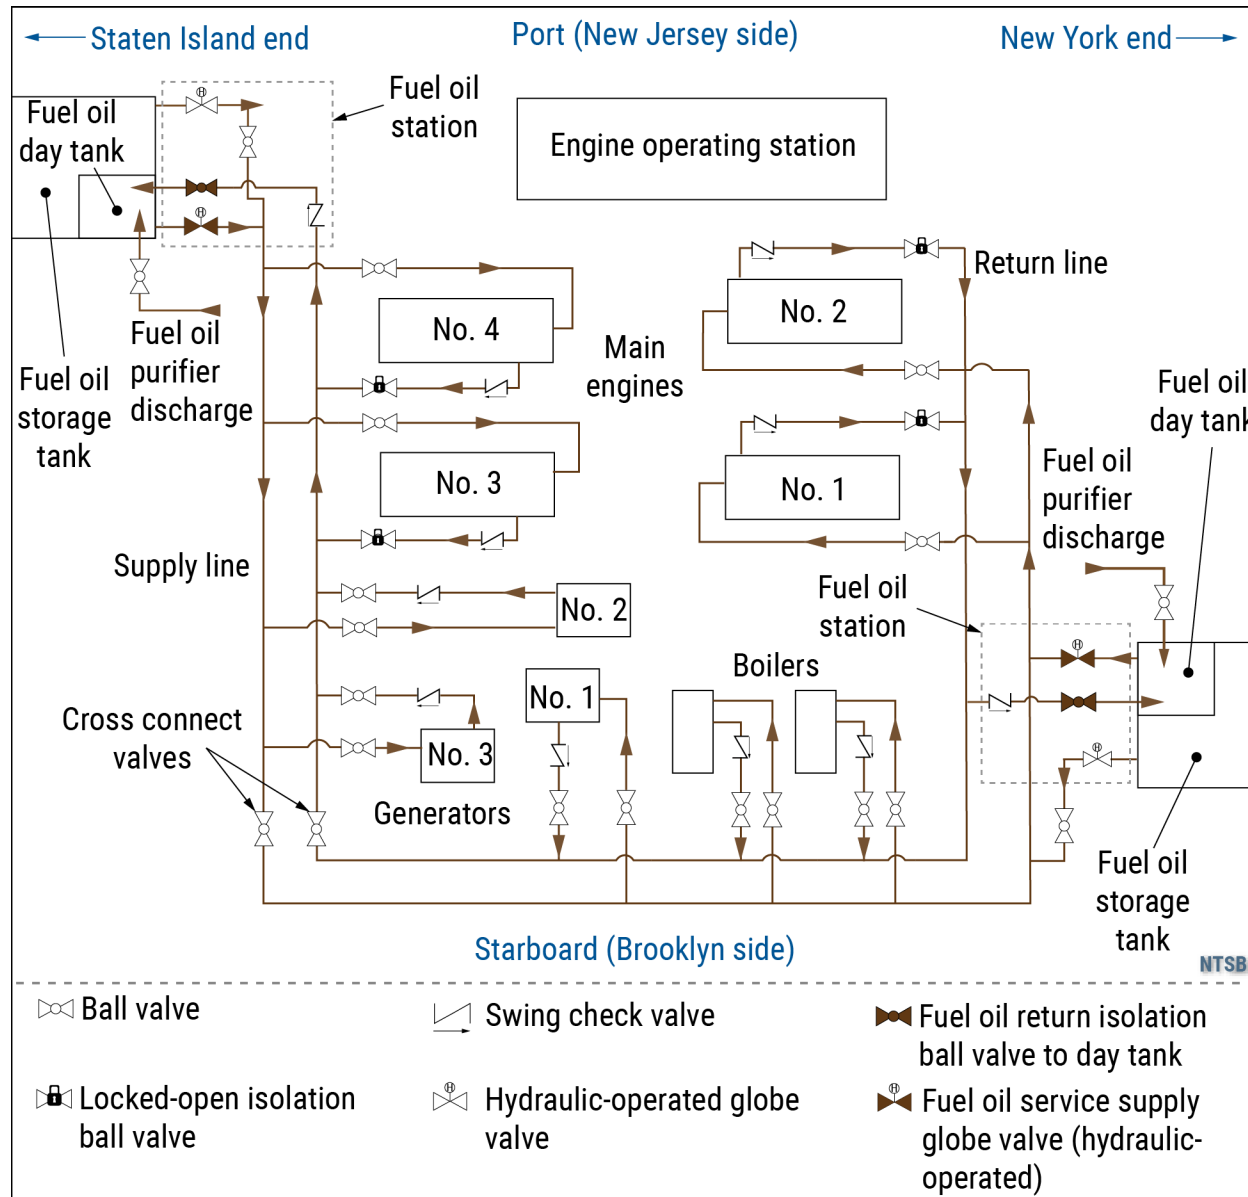 Staten Island end
Port (New Jersey side)
New York end
Fuel oil
day tank
Fuel oil
station
Engine operating station
Fuel oil
purifier
discharge
Fuel oil
storage
tank
No. 4
No. 3
Main
engines
No. 2
No. 1
Return line
Fuel oil
day tank
Fuel oil
purifier
discharge
Supply line
Fuel oil
station
No. 2
No. 1
No. 3
Generators
Boilers
Cross connect
valves
Fuel oil
storage
tank
Starboard (Brooklyn side)
NTSB
H
H
H
H
Ball valve
Swing check valve
Fuel oil return isolation
ball valve to day tank
Locked-open isolation
ball valve
H
Hydraulic-operated globe
valve
H
Fuel oil service supply
globe valve (hydraulic-
operated)